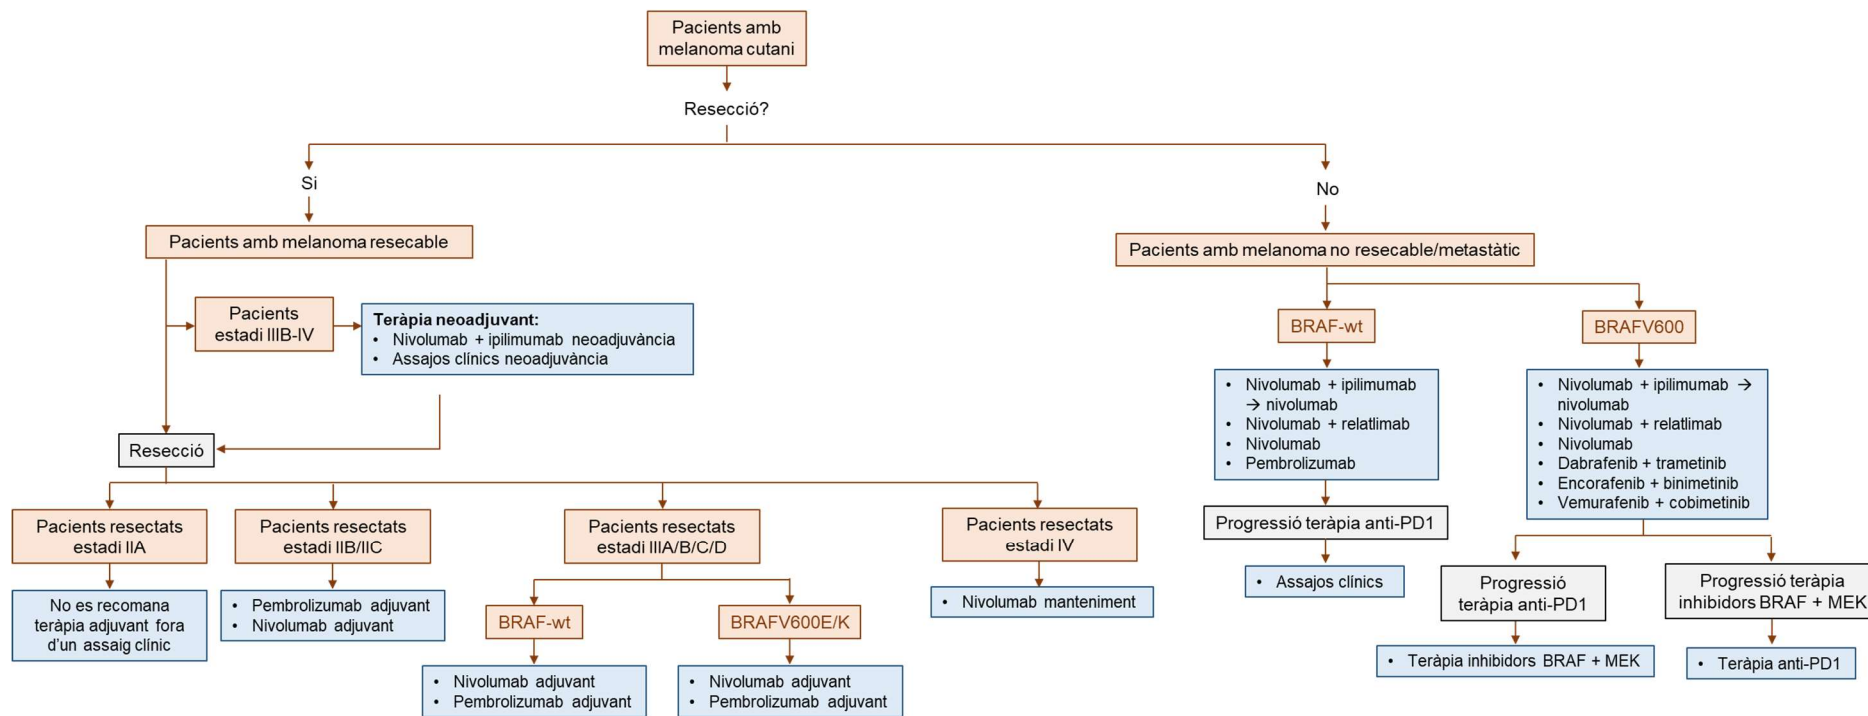 Pacients amb
melanoma cutani
Resecció?
Si
No
Pacients amb melanoma resecable
Pacients amb melanoma no resecable/metastàtic
Pacients
estadi IIIB-IV
Teràpia neoadjuvant:
• Nivolumab + ipilimumab neoadjuvància
• Assajos clínics neoadjuvància
Resecció
Pacients resectats
estadi IIA
No es recomana
teràpia adjuvant fora
d'un assaig clínic
Pacients resectats
estadi IIB/IIC
• Pembrolizumab adjuvant
• Nivolumab adjuvant
Pacients resectats
estadi IIIA/B/C/D
BRAF-wt
• Nivolumab adjuvant
• Pembrolizumab adjuvant
BRAFV600E/K
• Nivolumab adjuvant
• Pembrolizumab adjuvant
Pacients resectats
estadi IV
• Nivolumab manteniment
BRAF-wt
• Nivolumab + ipilimumab
→ nivolumab
• Nivolumab + relatlimab
• Nivolumab
• Pembrolizumab
Progressió teràpia anti-PD1
• Assajos clínics
BRAFV600
• Nivolumab + ipilimumab →
nivolumab
• Nivolumab + relatlimab
• Nivolumab
• Dabrafenib + trametinib
• Encorafenib + binimetinib
• Vemurafenib + cobimetinib
Progressió
teràpia anti-PD1
• Teràpia inhibidors BRAF + MEK
Progressió teràpia
inhibidors BRAF + MEK
• Teràpia anti-PD1